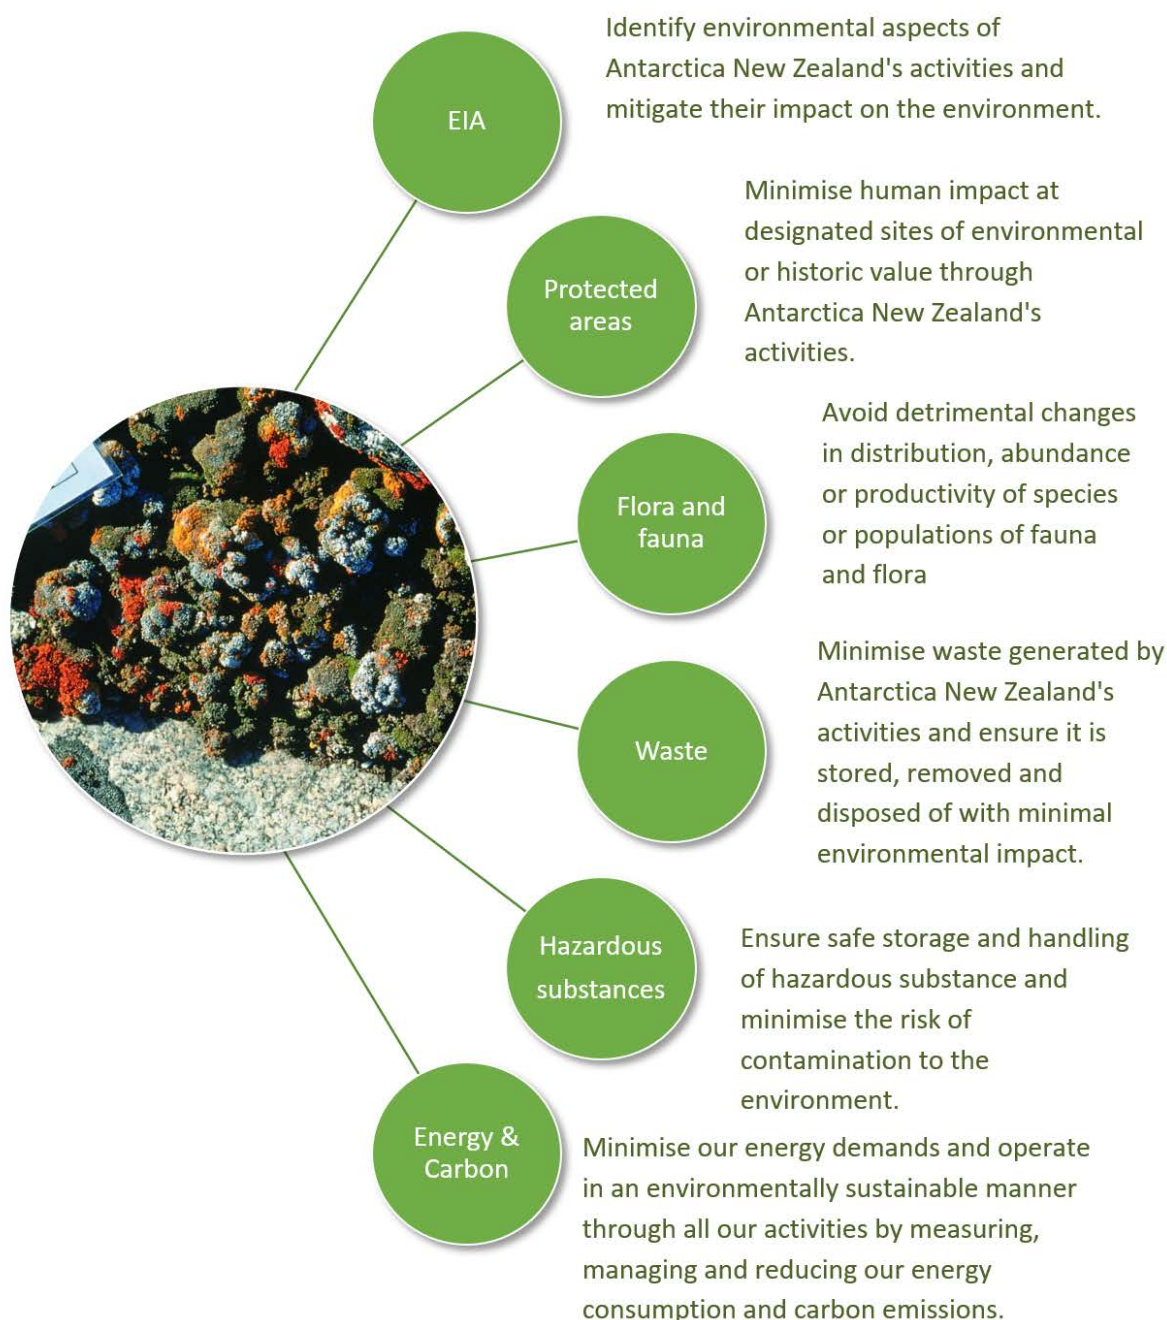 EIA
Identify environmental aspects of
Antarctica New Zealand's activities and
mitigate their impact on the environment.
Protected
areas
Minimise human impact at
designated sites of environmental
or historic value through
Antarctica New Zealand's
activities.
Flora and
fauna
Avoid detrimental changes
in distribution, abundance
or productivity of species
or populations of fauna
and flora
Waste
Minimise waste generated by
Antarctica New Zealand's
activities and ensure it is
stored, removed and
disposed of with minimal
environmental impact.
Hazardous
substances
Ensure safe storage and handling
of hazardous substance and
minimise the risk of
contamination to the
environment.
Energy &
Carbon
Minimise our energy demands and operate
in an environmentally sustainable manner
through all our activities by measuring,
managing and reducing our energy
consumption and carbon emissions.